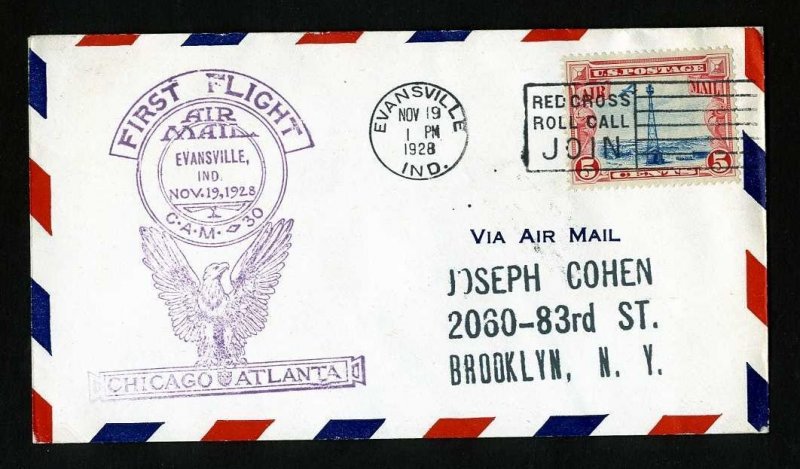 FIRST FLIGHT
AIR
MAIL
EVANSVILLE,
IND.
NOV. 19, 1928
C·A·M· 30
CHICAGO ATLANTA
EVANSVILLE
NOV 19
1 PM
1928
IND.
RED CROSS
ROLL CALL
JOIN
U.S. POSTAGE
AIR MAIL
5 CENTS 5
VIA AIR MAIL
JOSEPH COHEN
2060-83rd ST.
BROOKLYN, N. Y.